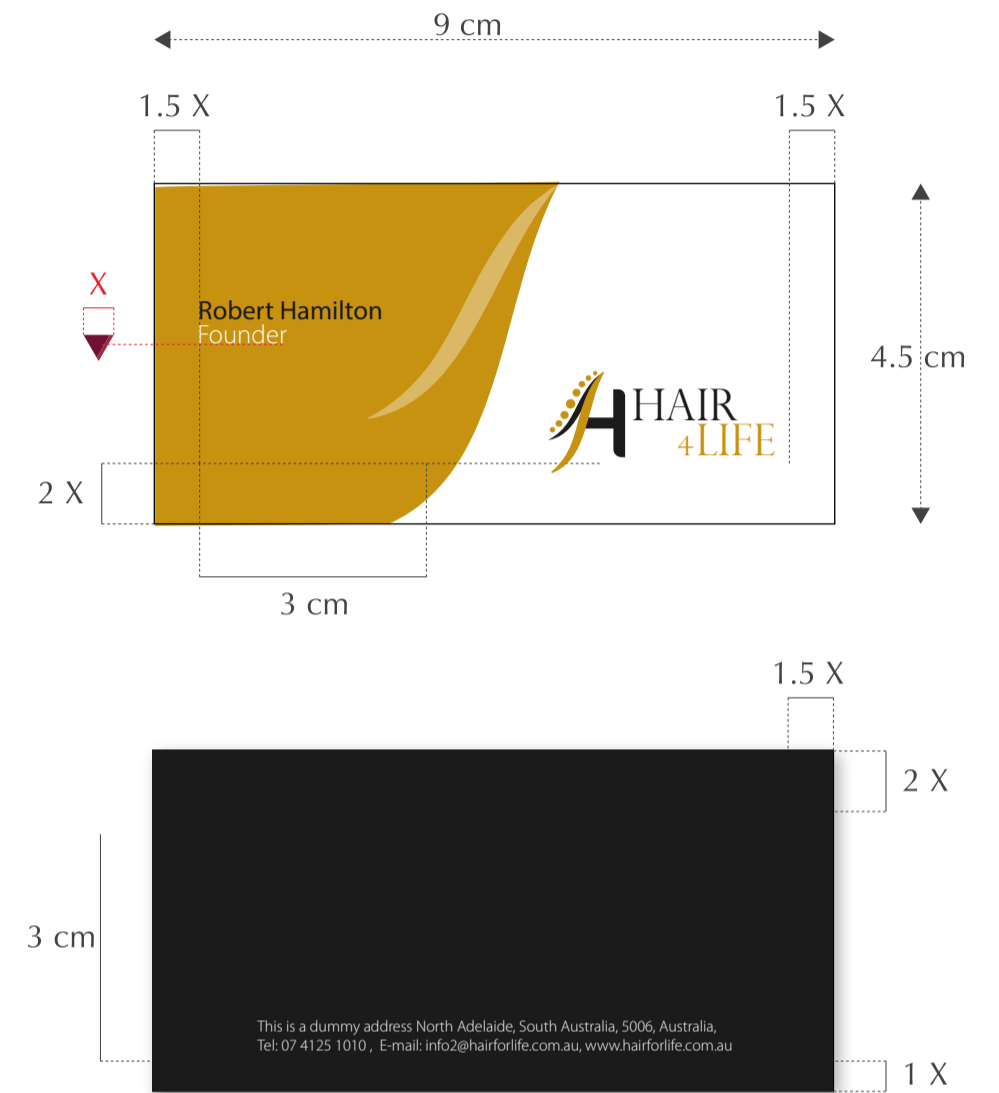 9 cm
1.5 X
1.5 X
X
Robert Hamilton
Founder
4.5 cm
HAIR
4LIFE
2 X
3 cm
1.5 X
2 X
3 cm
This is a dummy address North Adelaide, South Australia, 5006, Australia,
Tel: 07 4125 1010 ,  E-mail: info2@hairforlife.com.au, www.hairforlife.com.au
1 X